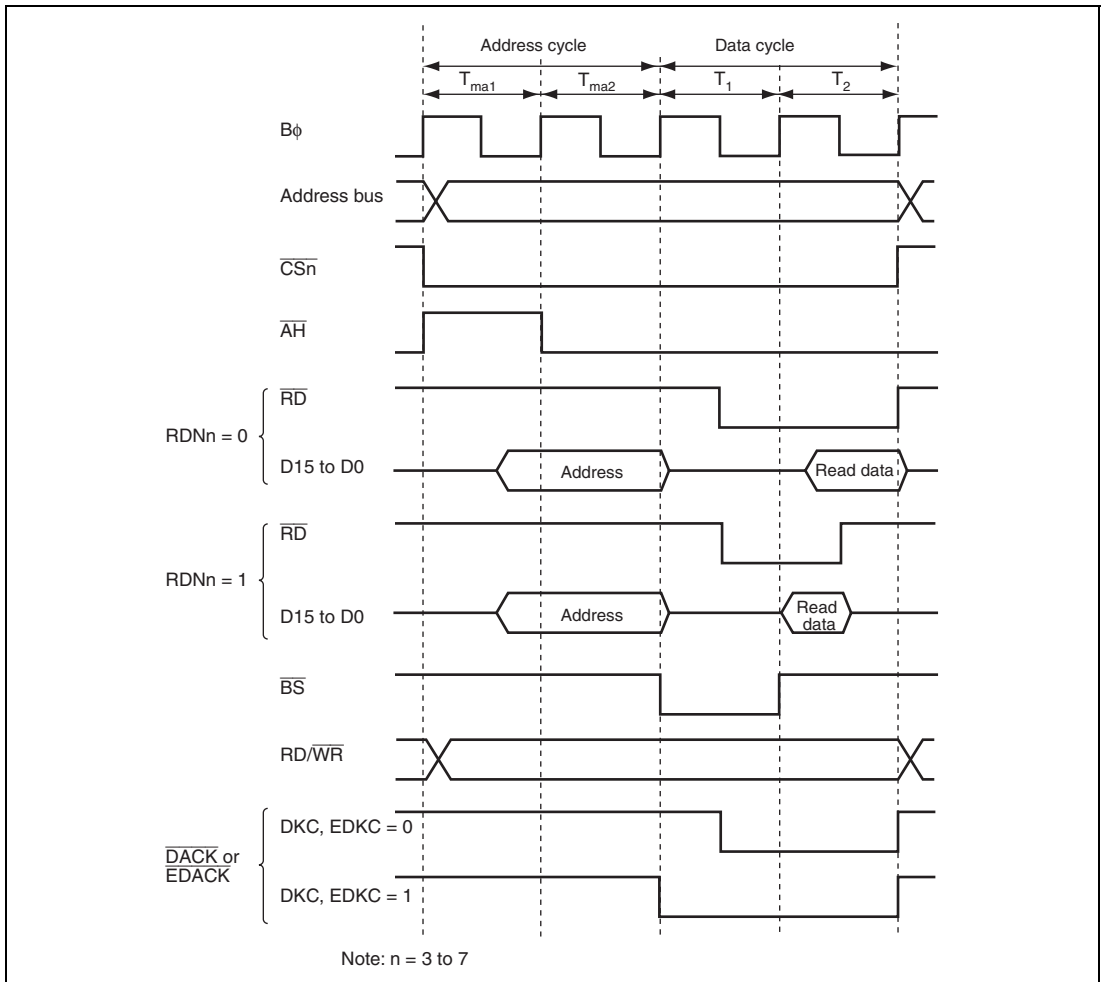 Address cycle Data cycle
Tma1 Tma2 T1 T2
Bφ
Address bus
CSn
AH
RD
RDNn = 0
D15 to D0 Address Read data
RD
RDNn = 1
D15 to D0 Address Read
data
BS
RD/WR
DKC, EDKC = 0
DACK or
EDACK
DKC, EDKC = 1
Note: n = 3 to 7